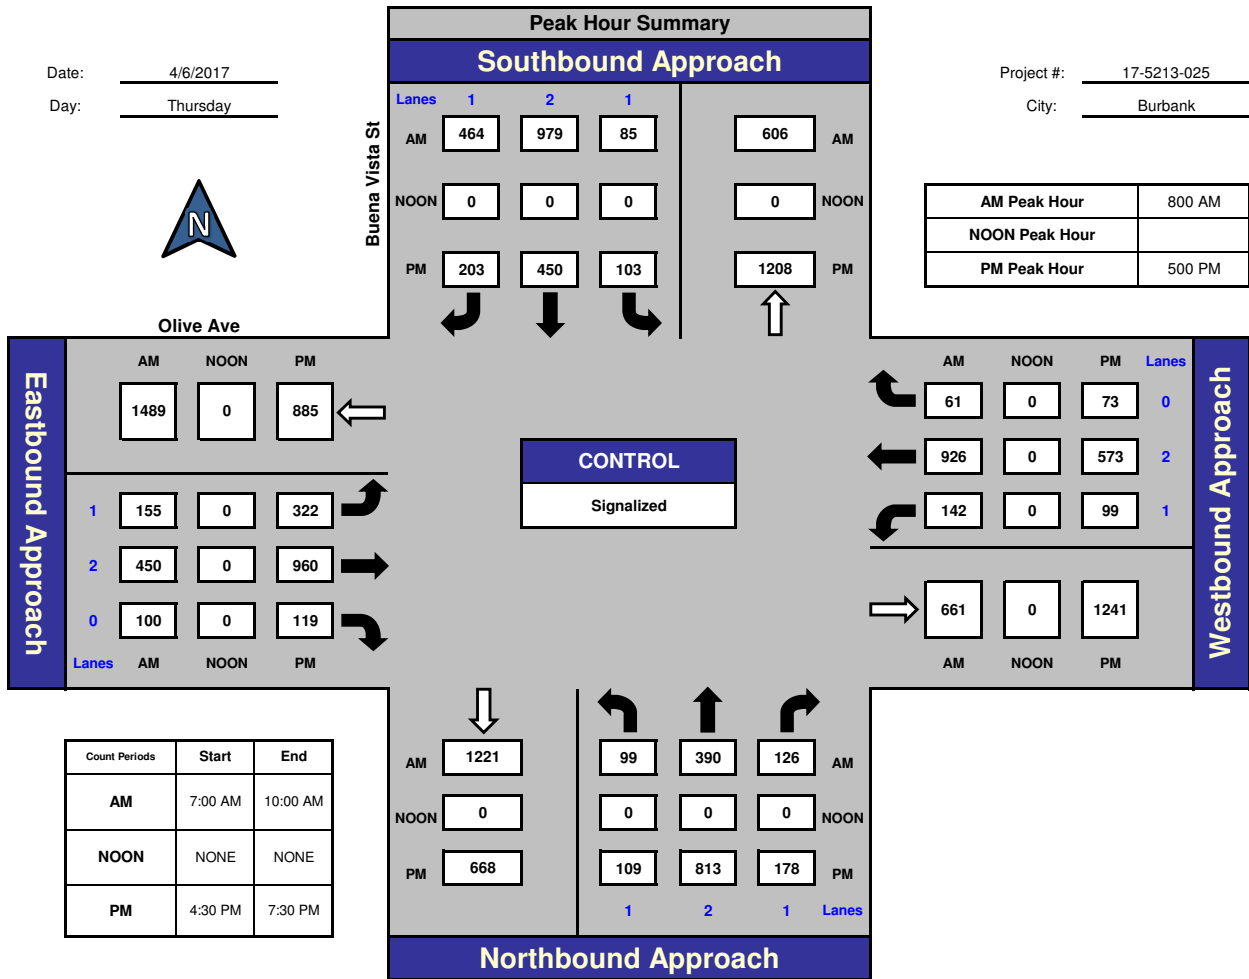 Peak Hour Summary
Southbound Approach
Date: 4/6/2017
Day: Thursday
Project #: 17-5213-025
City: Burbank
N
Buena Vista St
Lanes 1 2 1
AM 464 979 85 606 AM
NOON 0 0 0 0 NOON
PM 203 450 103 1208 PM
AM Peak Hour 800 AM
NOON Peak Hour
PM Peak Hour 500 PM
Olive Ave
Eastbound Approach
AM NOON PM
1489 0 885
1 155 0 322
2 450 0 960
0 100 0 119
Lanes AM NOON PM
CONTROL
Signalized
AM NOON PM Lanes
61 0 73 0
926 0 573 2
142 0 99 1
661 0 1241
AM NOON PM
Westbound Approach
Count Periods Start End
AM 7:00 AM 10:00 AM
NOON NONE NONE
PM 4:30 PM 7:30 PM
AM 1221 99 390 126 AM
NOON 0 0 0 0 NOON
PM 668 109 813 178 PM
1 2 1 Lanes
Northbound Approach